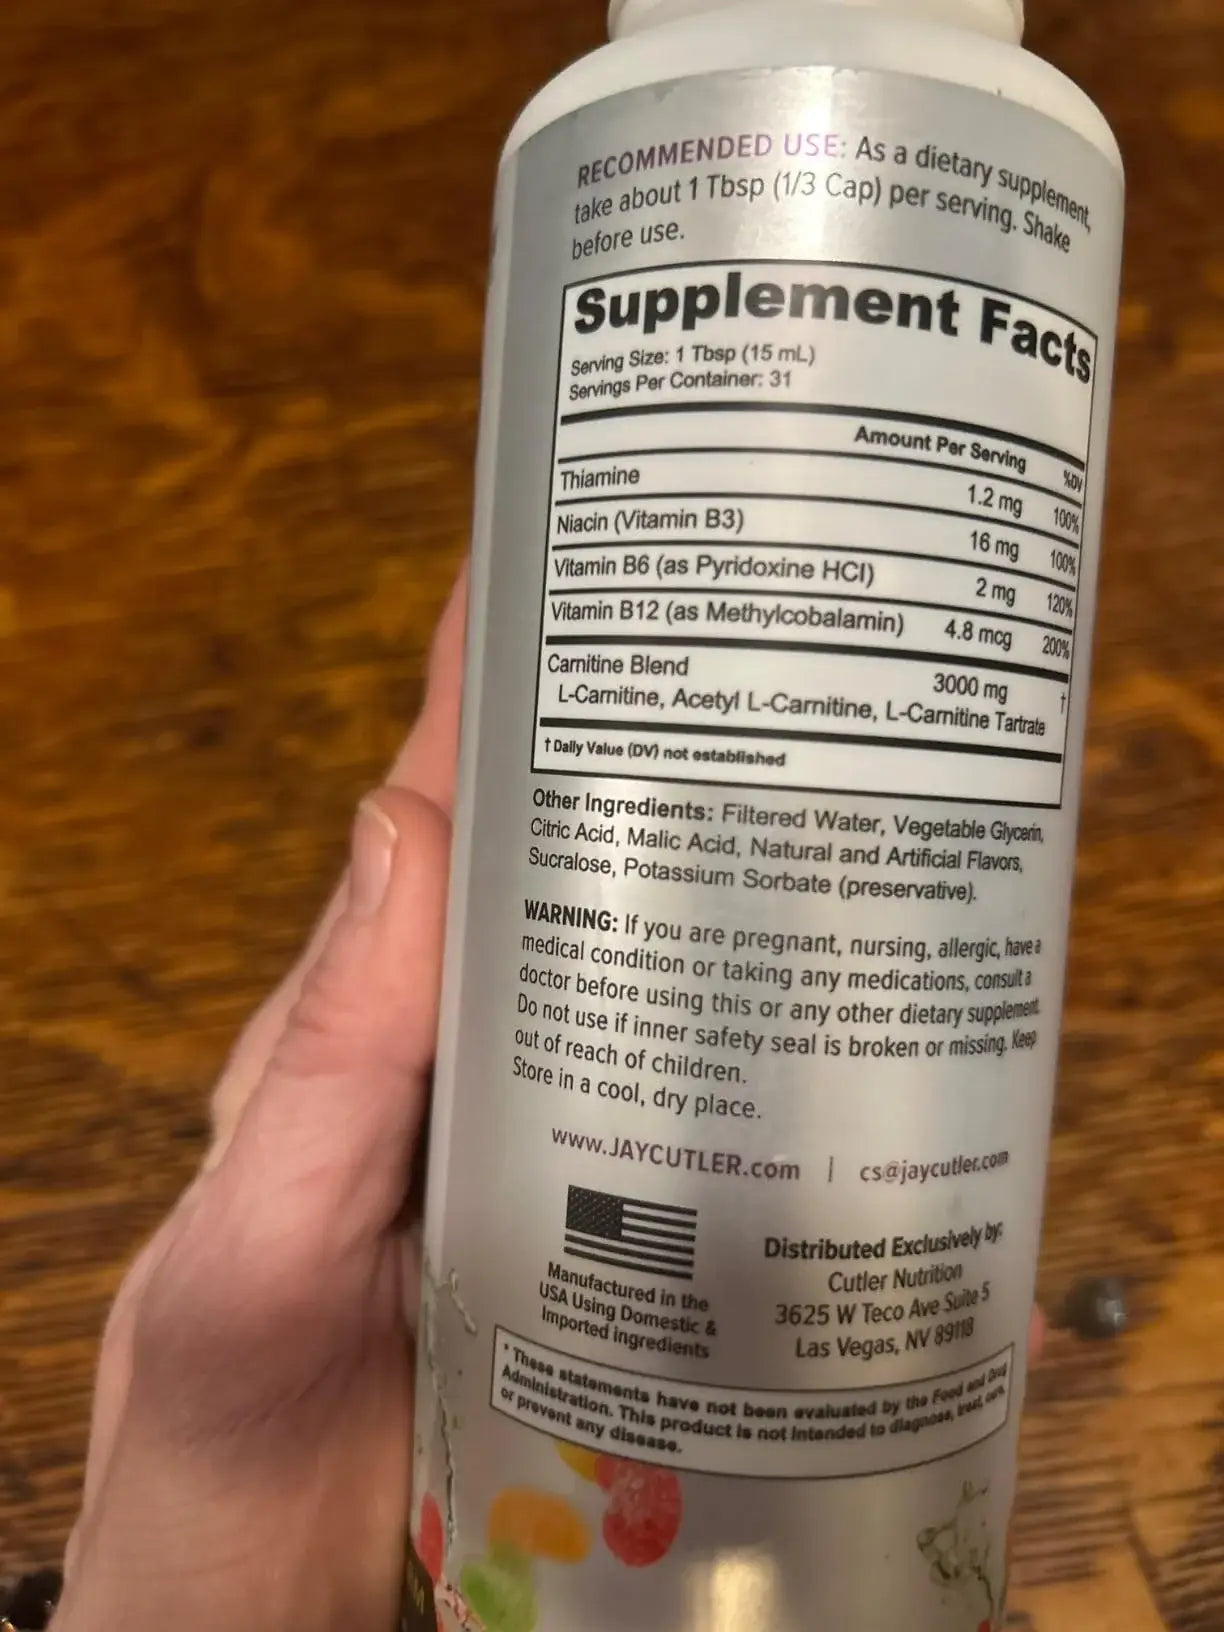 RECOMMENDED USE: As a dietary supplement,
take about 1 Tbsp (1/3 Cap) per serving. Shake
before use.
Supplement Facts
Serving Size: 1 Tbsp (15 mL)
Servings Per Container: 31
Amount Per Serving %DV
Thiamine 1.2 mg 100%
Niacin (Vitamin B3) 16 mg 100%
Vitamin B6 (as Pyridoxine HCl) 2 mg 120%
Vitamin B12 (as Methylcobalamin) 4.8 mcg 200%
Carnitine Blend 3000 mg †
L-Carnitine, Acetyl L-Carnitine, L-Carnitine Tartrate
† Daily Value (DV) not established
Other Ingredients: Filtered Water, Vegetable Glycerin,
Citric Acid, Malic Acid, Natural and Artificial Flavors,
Sucralose, Potassium Sorbate (preservative).
WARNING: If you are pregnant, nursing, allergic, have a
medical condition or taking any medications, consult a
doctor before using this or any other dietary supplement.
Do not use if inner safety seal is broken or missing. Keep
out of reach of children.
Store in a cool, dry place.
www.JAYCUTLER.com | cs@jaycutler.com
Manufactured in the
USA Using Domestic &
Imported ingredients
Distributed Exclusively by:
Cutler Nutrition
3625 W Teco Ave Suite 5
Las Vegas, NV 89118
* These statements have not been evaluated by the Food and Drug
Administration. This product is not intended to diagnose, treat, cure,
or prevent any disease.